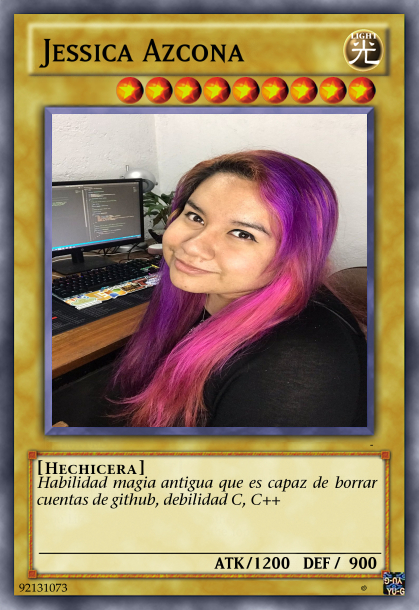 Jessica Azcona
LIGHT
光
[Hechicera]
Habilidad magia antigua que es capaz de borrar
cuentas de github, debilidad C, C++
ATK/1200 DEF/ 900
92131073